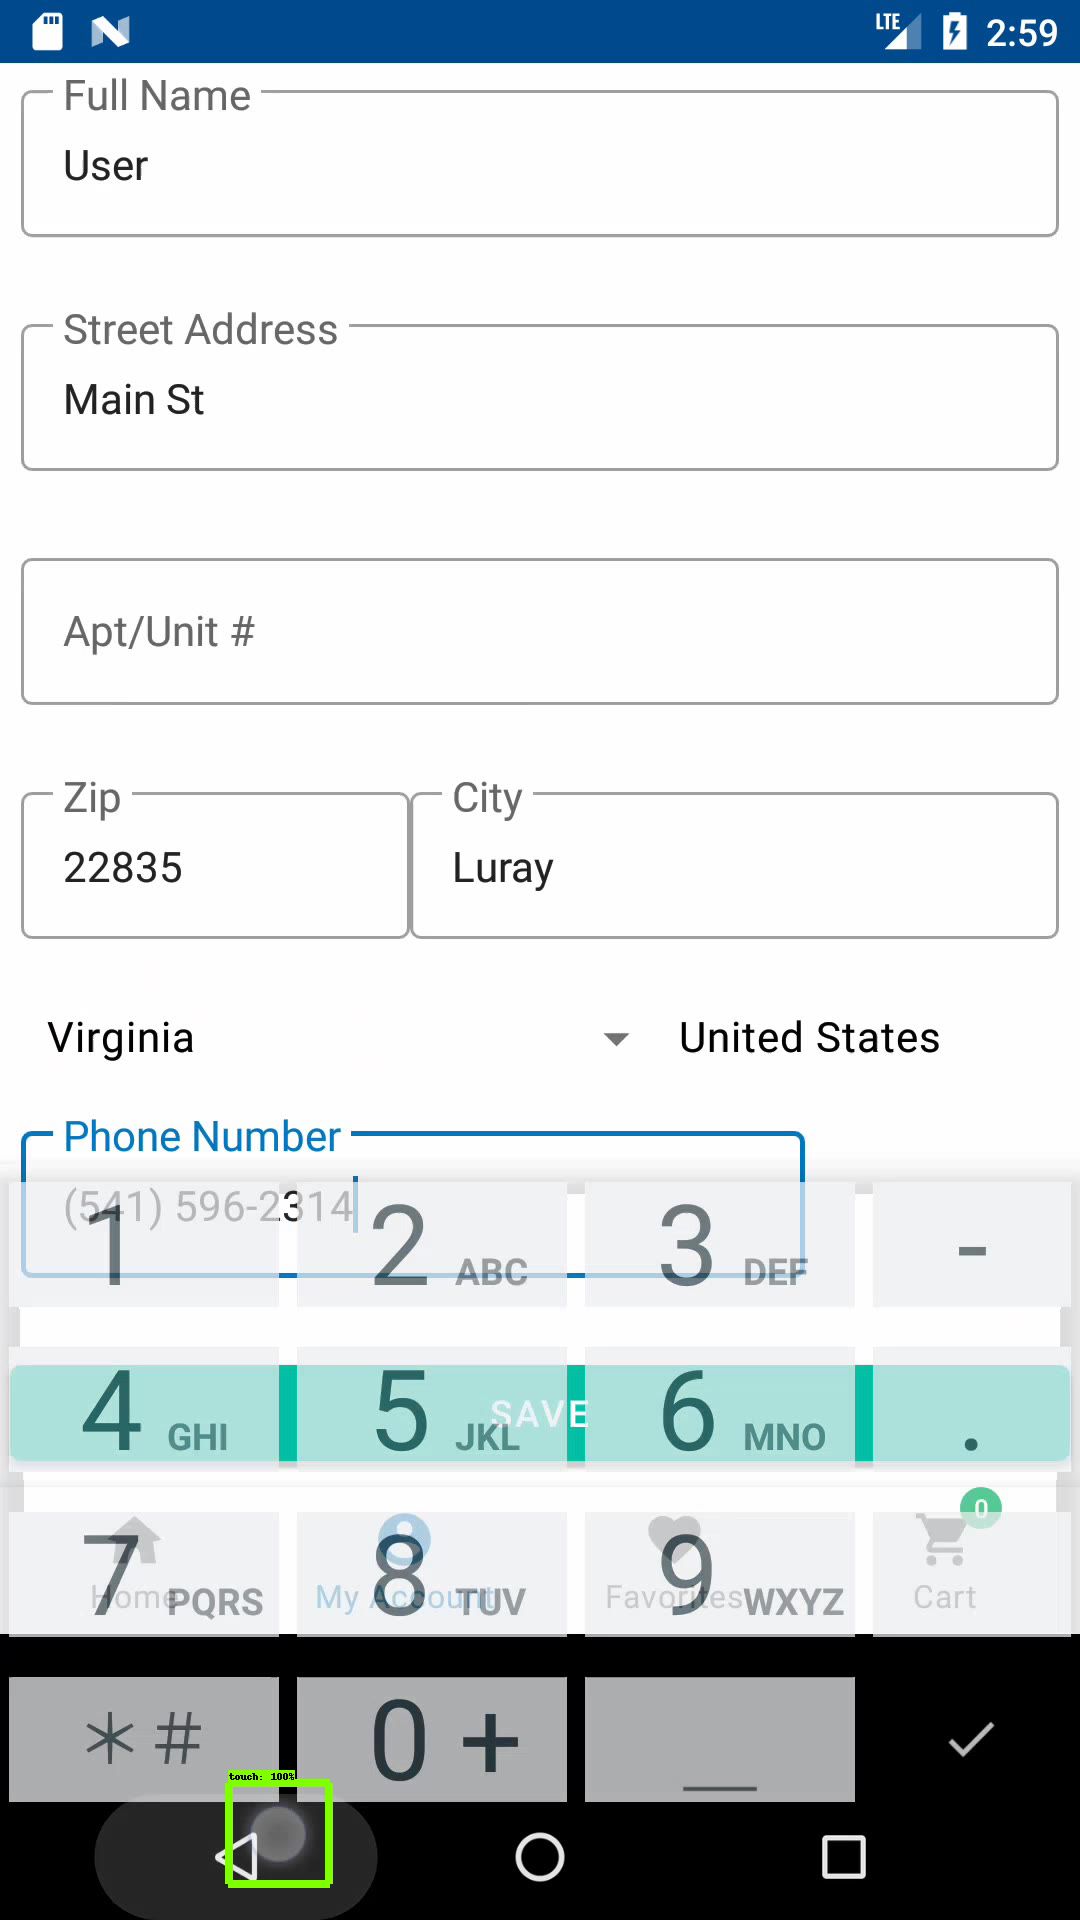 LTE 2:59
Full Name
User
Street Address
Main St
Apt/Unit #
Zip City
22835 Luray
Virginia United States
Phone Number
(541) 596-2314
1 2 ABC 3 DEF -
SAVE
4 GHI 5 JKL 6 MNO .
0
7 PQRS 8 TUV 9 WXYZ
Home My Account Favorites Cart
*# 0 + _
touch: 100%